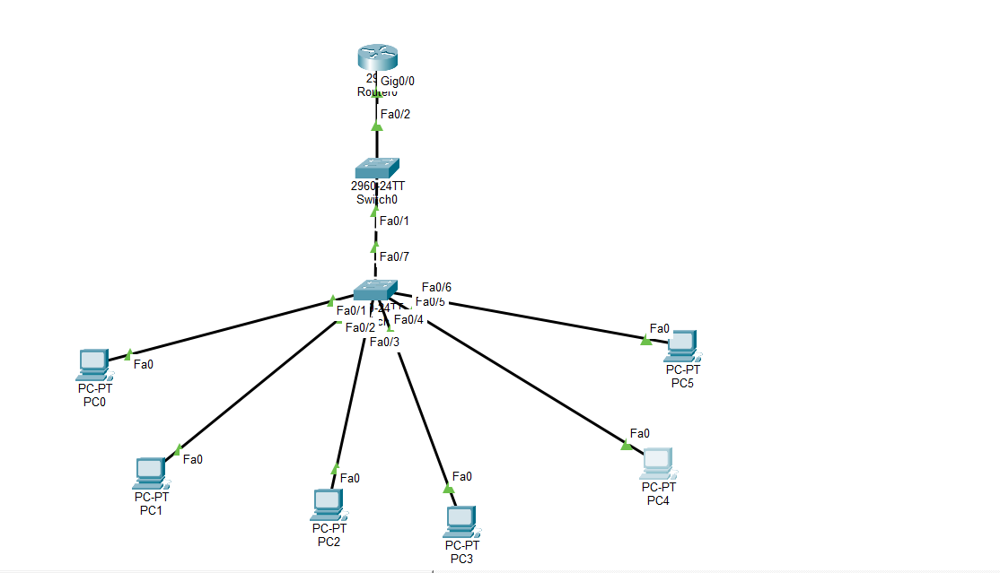 Gig0/0
Fa0/2
2960-24TT
Switch0
Fa0/1
Fa0/7
Fa0/6
Fa0/5
Fa0/1
Fa0/4
Fa0/2
Fa0/3
Fa0
PC-PT
PC5
Fa0
PC-PT
PC0
Fa0
PC-PT
PC4
Fa0
PC-PT
PC1
Fa0
PC-PT
PC2
Fa0
PC-PT
PC3